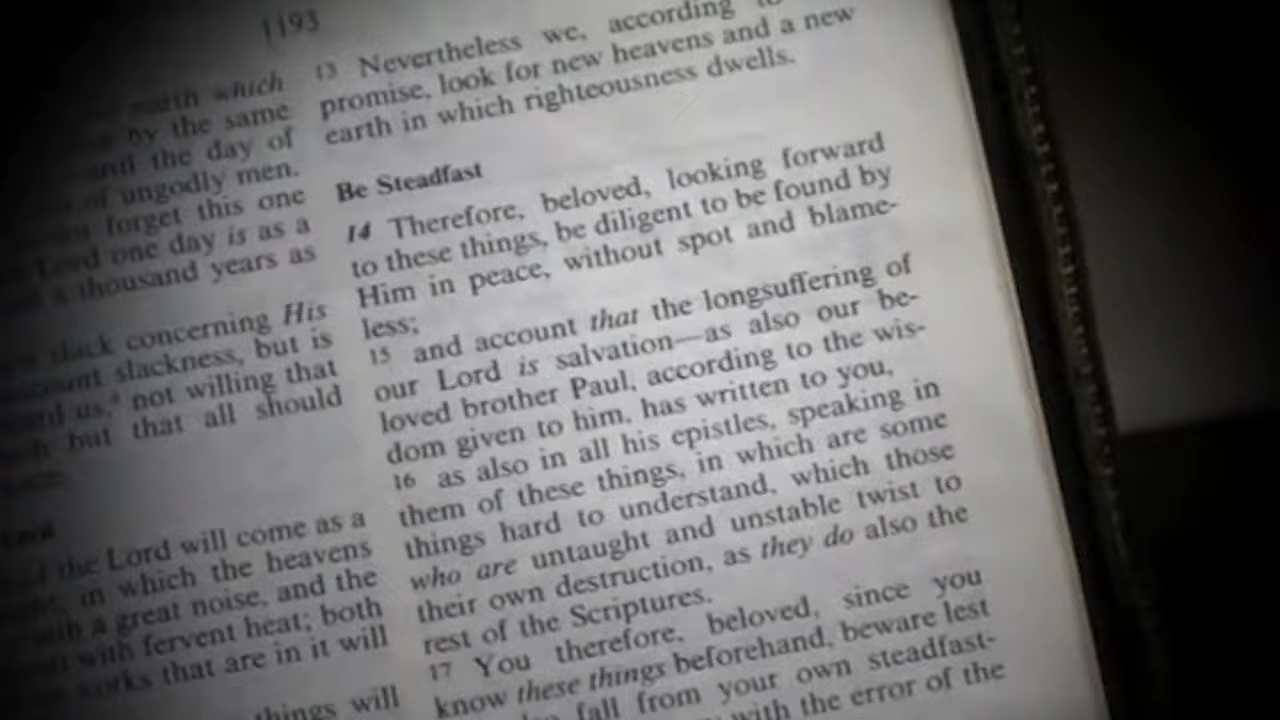 1193
earth which
by the same
and the day of
of ungodly men.
not forget this one
Lord one day is as a
a thousand years as
slack concerning His
count slackness, but is
us, not willing that
but that all should
Lord
the Lord will come as a
in which the heavens
with a great noise, and the
with fervent heat; both
works that are in it will
things will
13 Nevertheless we, according to
promise, look for new heavens and a new
earth in which righteousness dwells.
Be Steadfast
14 Therefore, beloved, looking forward
to these things, be diligent to be found by
Him in peace, without spot and blame-
less;
15 and account that the longsuffering of
our Lord is salvation—as also our be-
loved brother Paul, according to the wis-
dom given to him, has written to you,
16 as also in all his epistles, speaking in
them of these things, in which are some
things hard to understand, which those
who are untaught and unstable twist to
their own destruction, as they do also the
rest of the Scriptures.
17 You therefore, beloved, since you
know these things beforehand, beware lest
fall from your own steadfast-
with the error of the